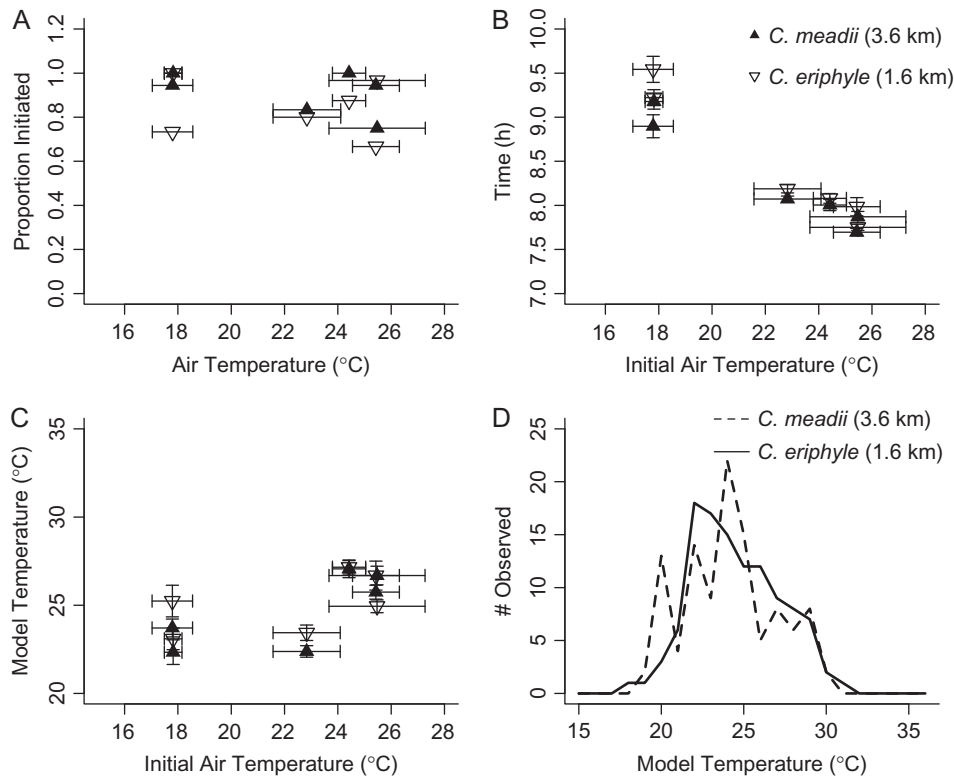 A
Proportion Initiated
0.0 0.2 0.4 0.6 0.8 1.0 1.2
16 18 20 22 24 26 28
Air Temperature (°C)
B
Time (h)
7.0 7.5 8.0 8.5 9.0 9.5 10.0
C. meadii (3.6 km)
C. eriphyle (1.6 km)
16 18 20 22 24 26 28
Initial Air Temperature (°C)
C
Model Temperature (°C)
20 25 30 35
16 18 20 22 24 26 28
Initial Air Temperature (°C)
D
# Observed
0 5 10 15 20 25
C. meadii (3.6 km)
C. eriphyle (1.6 km)
15 20 25 30 35
Model Temperature (°C)